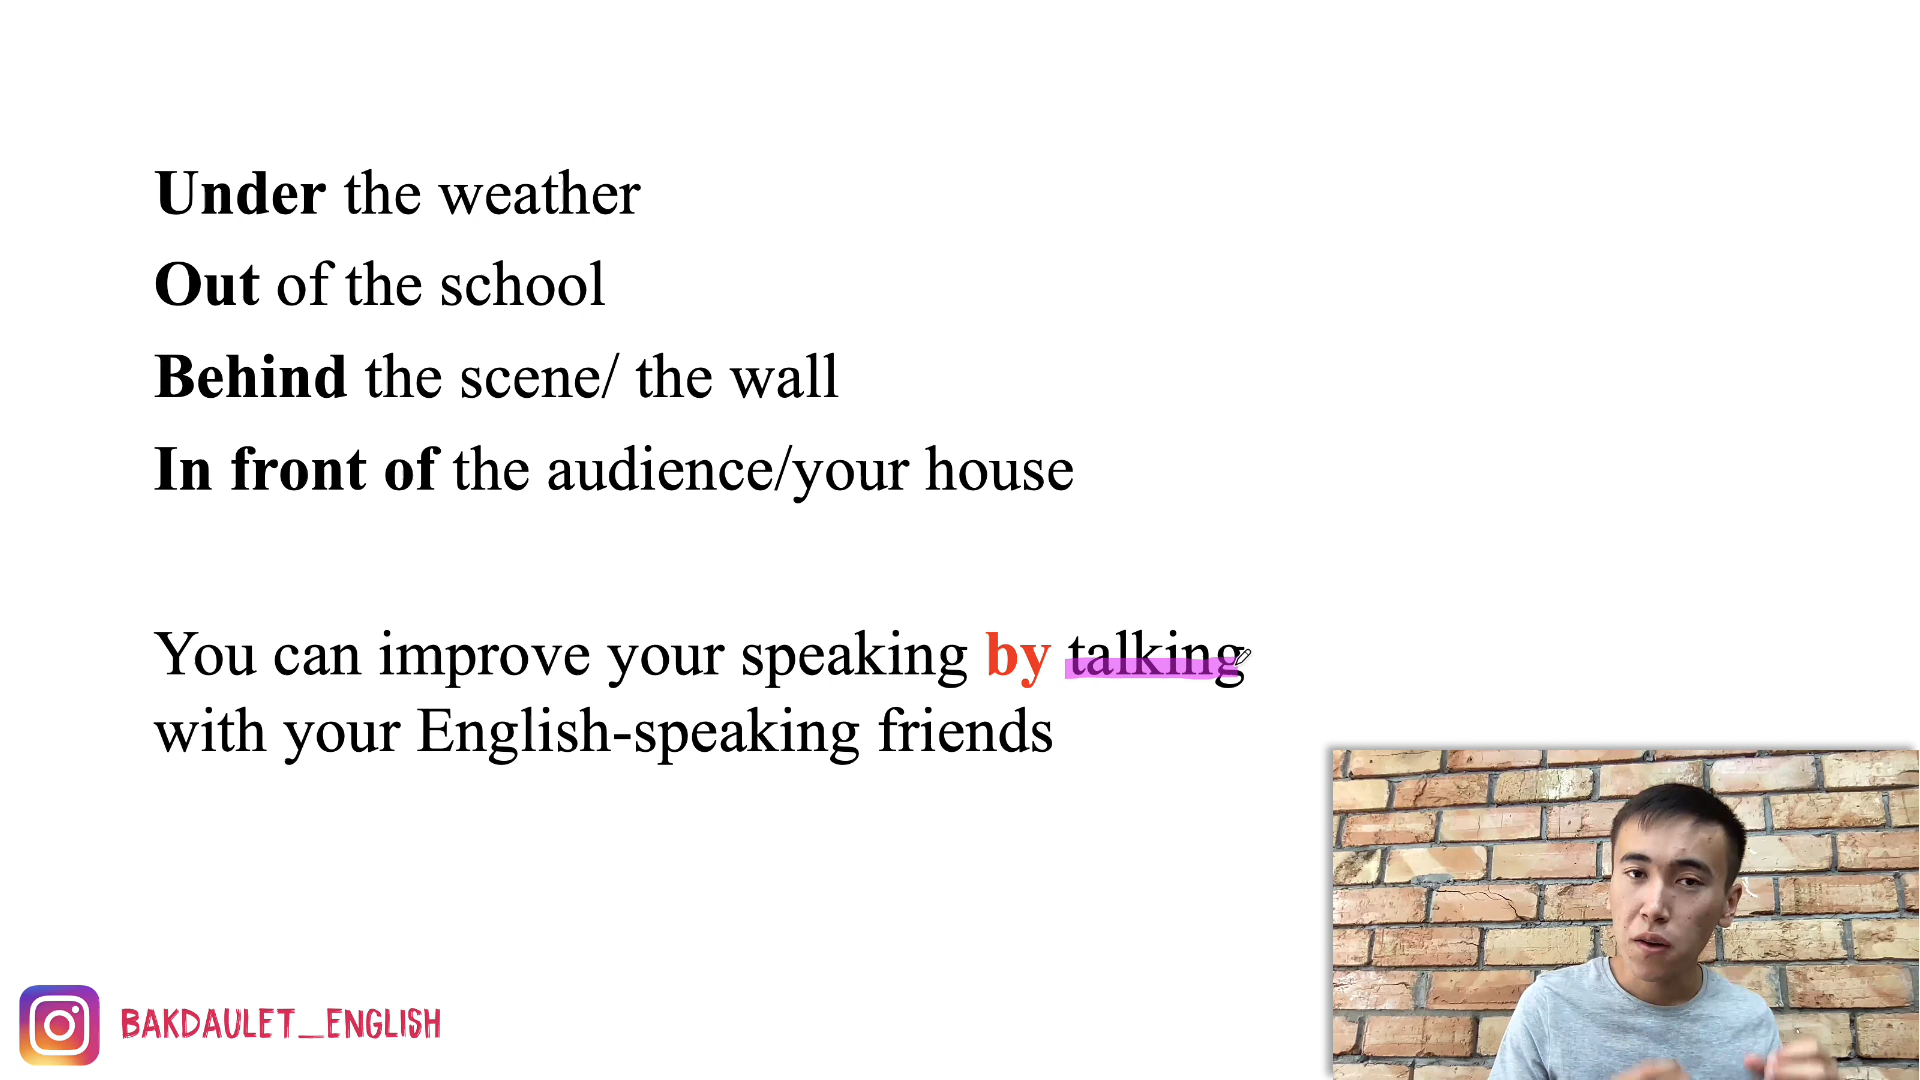 Under the weather
Out of the school
Behind the scene/ the wall
In front of the audience/your house
You can improve your speaking by talking
with your English-speaking friends
BAKDAULET_ENGLISH